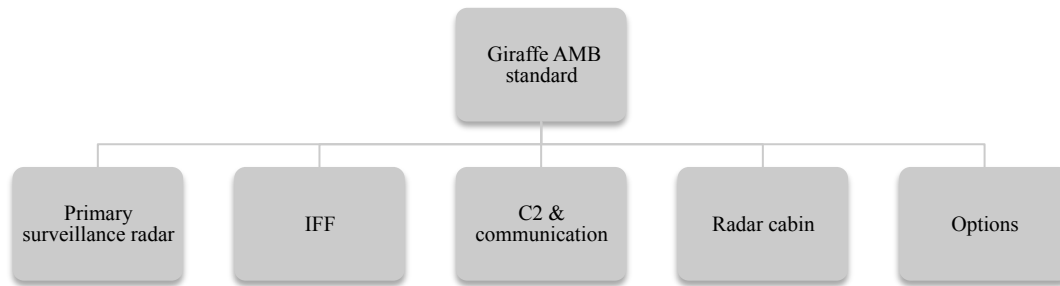 Giraffe AMB
standard
Primary
surveillance radar
IFF
C2 &
communication
Radar cabin
Options